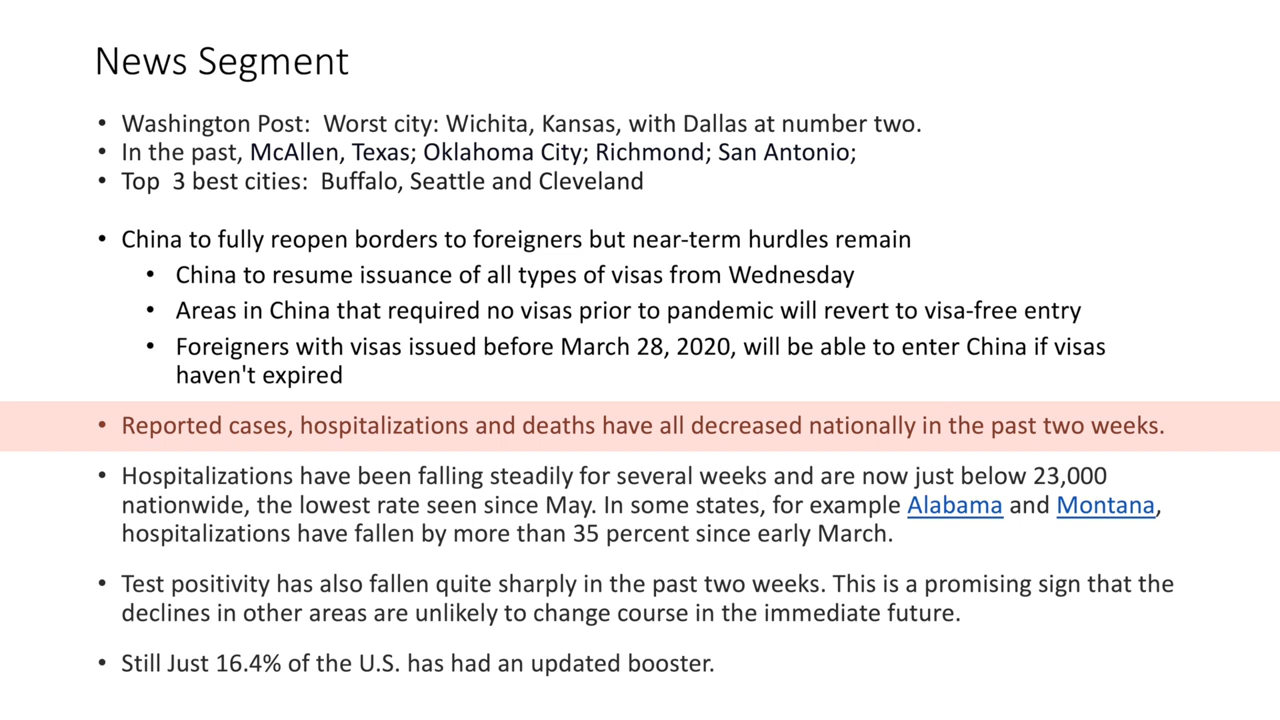 News Segment
• Washington Post:  Worst city: Wichita, Kansas, with Dallas at number two.
• In the past, McAllen, Texas; Oklahoma City; Richmond; San Antonio;
• Top  3 best cities:  Buffalo, Seattle and Cleveland
• China to fully reopen borders to foreigners but near-term hurdles remain
• China to resume issuance of all types of visas from Wednesday
• Areas in China that required no visas prior to pandemic will revert to visa-free entry
• Foreigners with visas issued before March 28, 2020, will be able to enter China if visas
haven't expired
• Reported cases, hospitalizations and deaths have all decreased nationally in the past two weeks.
• Hospitalizations have been falling steadily for several weeks and are now just below 23,000
nationwide, the lowest rate seen since May. In some states, for example Alabama and Montana,
hospitalizations have fallen by more than 35 percent since early March.
• Test positivity has also fallen quite sharply in the past two weeks. This is a promising sign that the
declines in other areas are unlikely to change course in the immediate future.
• Still Just 16.4% of the U.S. has had an updated booster.